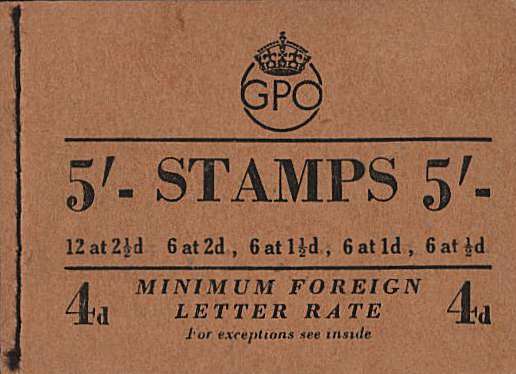 GPO
5'- STAMPS 5'-
12 at 2½d 6 at 2d, 6 at 1½d, 6 at 1d, 6 at ½d
4d MINIMUM FOREIGN 4d
LETTER RATE
For exceptions see inside